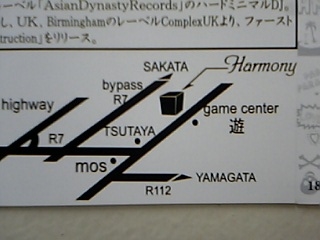 ーベル「AsianDynastyRecords」のハードミニマルDJ。
し、UK、BirminghamのレーベルComplexUKより、ファースト
truction」をリリース。
SAKATA
Harmony
bypass
R7
highway
game center
遊
R7
TSUTAYA
mos
YAMAGATA
R112
18